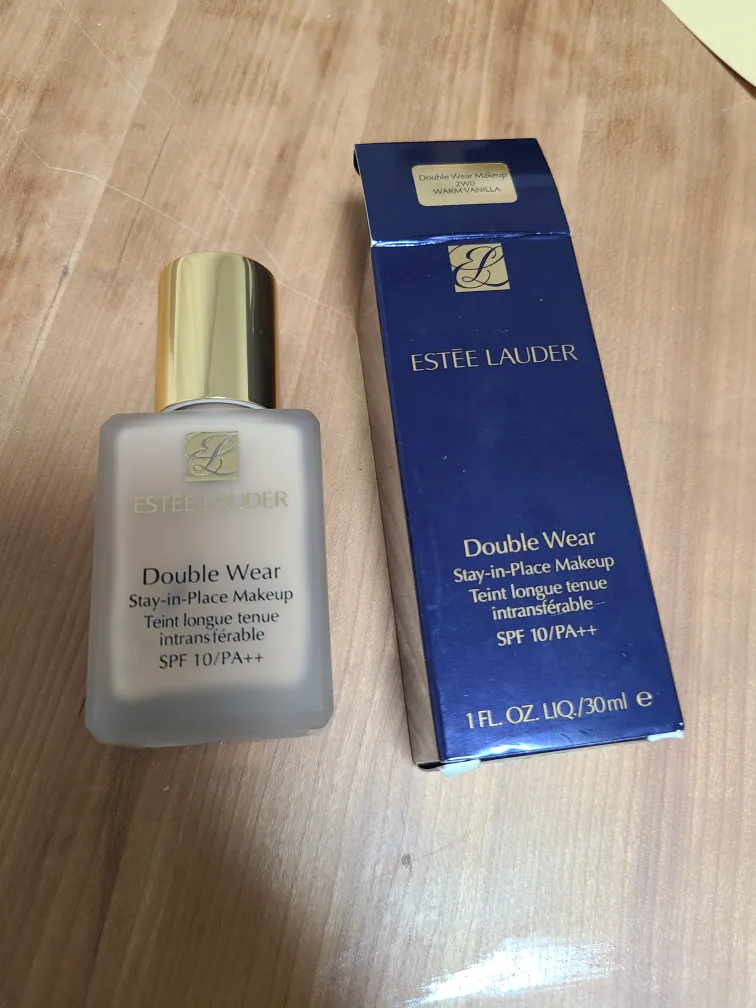 ESTĒE LAUDER
Double Wear
Stay-in-Place Makeup
Teint longue tenue
intransférable
SPF 10/PA++
Double Wear Makeup
2W0
WARM VANILLA
ESTĒE LAUDER
Double Wear
Stay-in-Place Makeup
Teint longue tenue
intransférable
SPF 10/PA++
1 FL. OZ. LIQ./30ml e